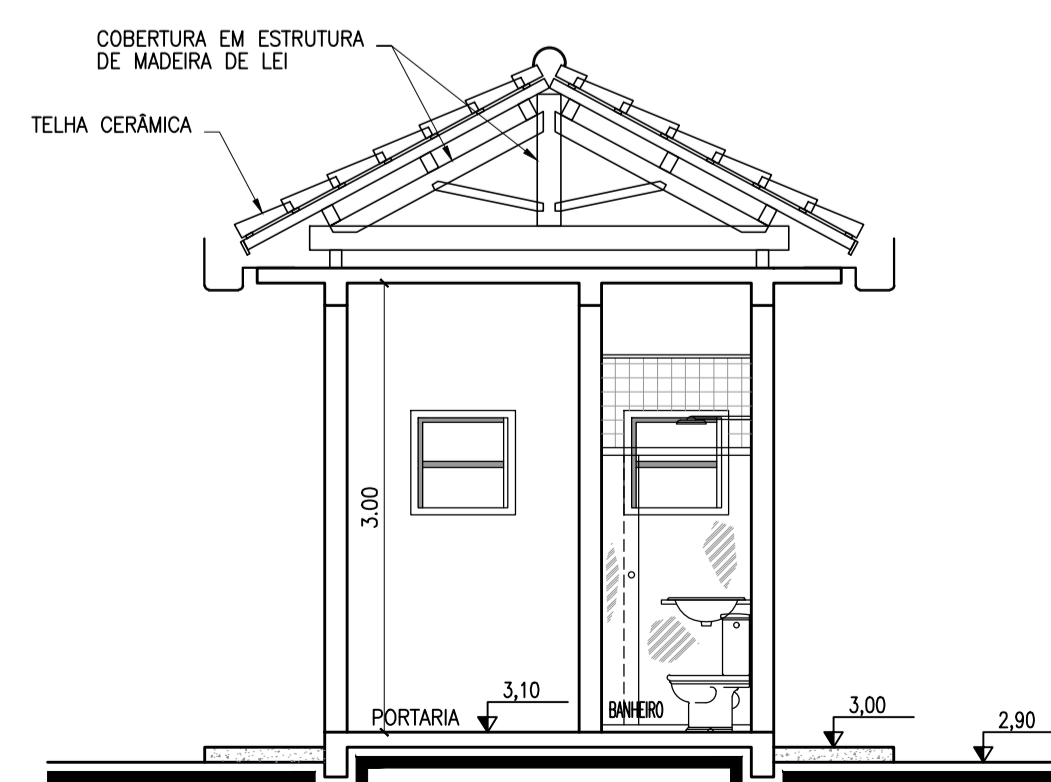 COBERTURA EM ESTRUTURA
DE MADEIRA DE LEI
TELHA CERÂMICA
3.00
3,10
PORTARIA
BANHEIRO
3,00
2,90